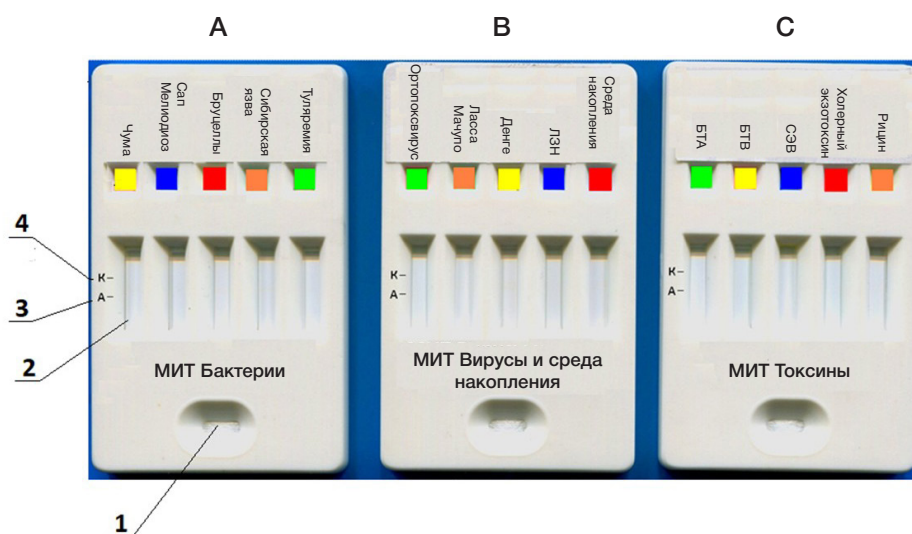 A
B
C
Чума
Сап
Мелиодиоз
Бруцеллы
Сибирская
язва
Туляремия
Ортопоксвирус
Ласса
Мачупо
Денге
ЛЗН
Среда
накопления
БТА
БТВ
СЭВ
Холерный
экзотоксин
Рицин
4
К
К
К
3
А
А
А
2
МИТ Бактерии
МИТ Вирусы и среда
накопления
МИТ Токсины
1